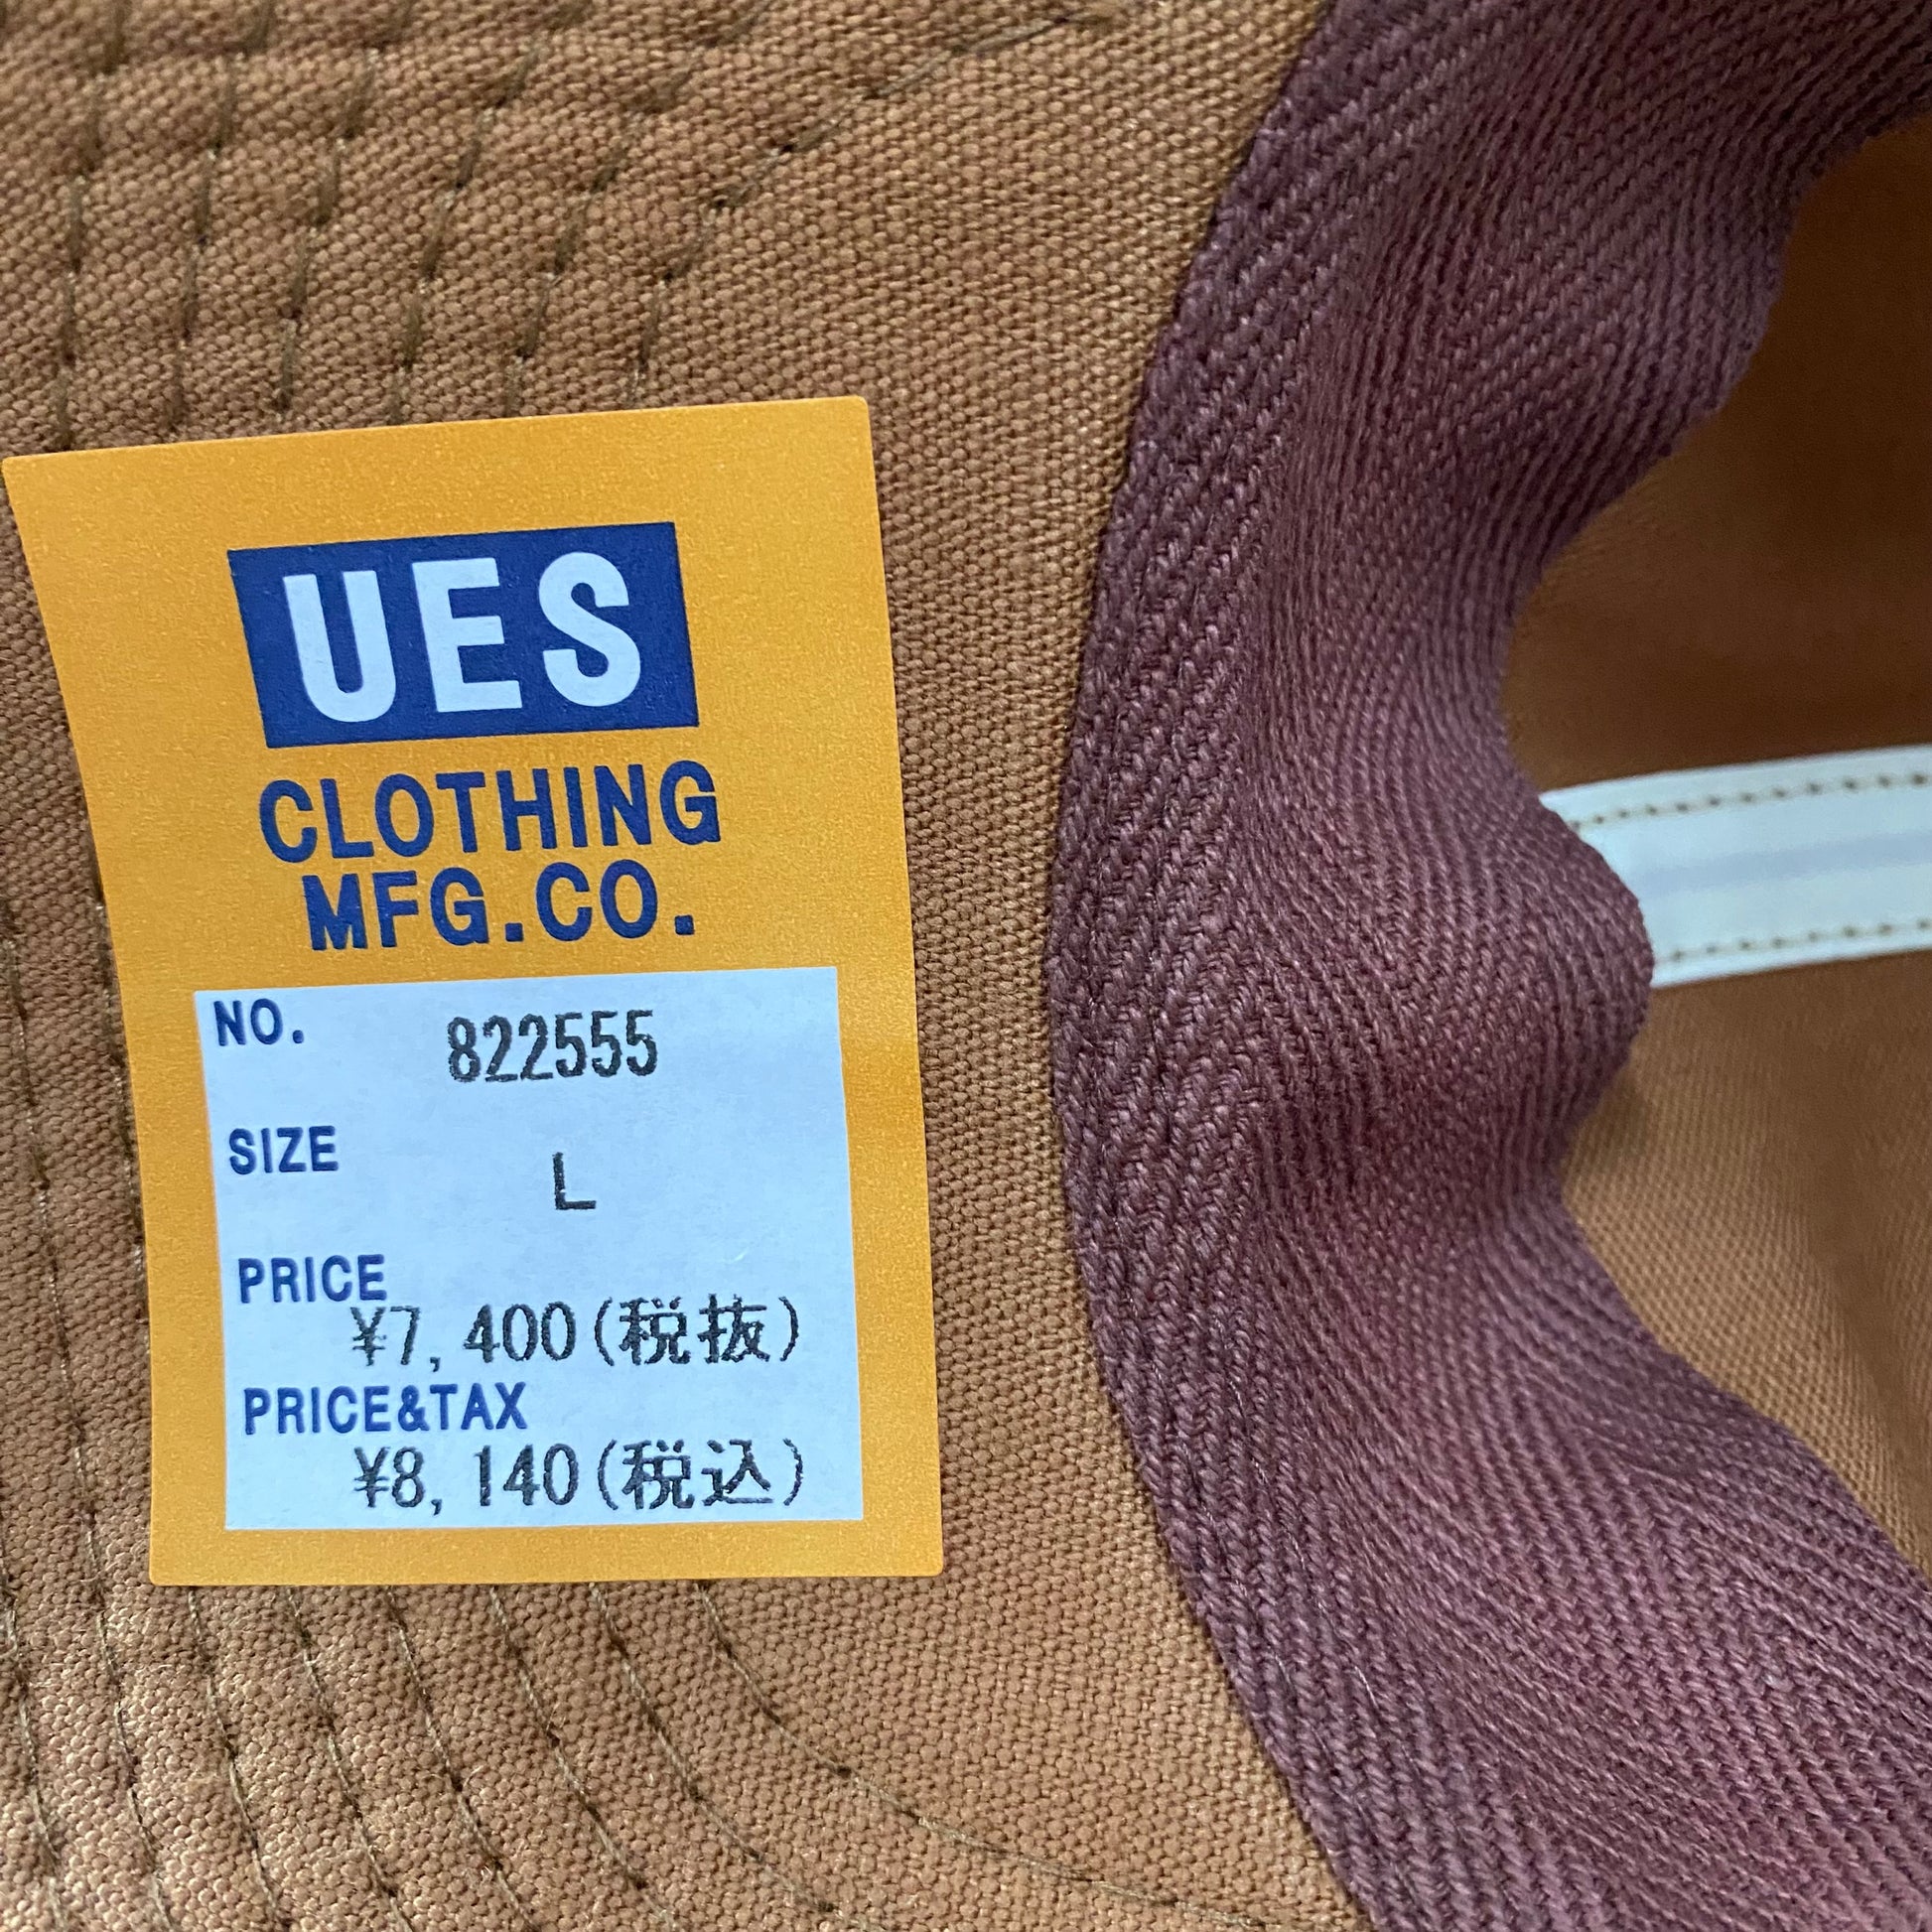 UES
CLOTHING
MFG.CO.
NO. 822555
SIZE L
PRICE
¥7,400(税抜)
PRICE&TAX
¥8,140(税込)